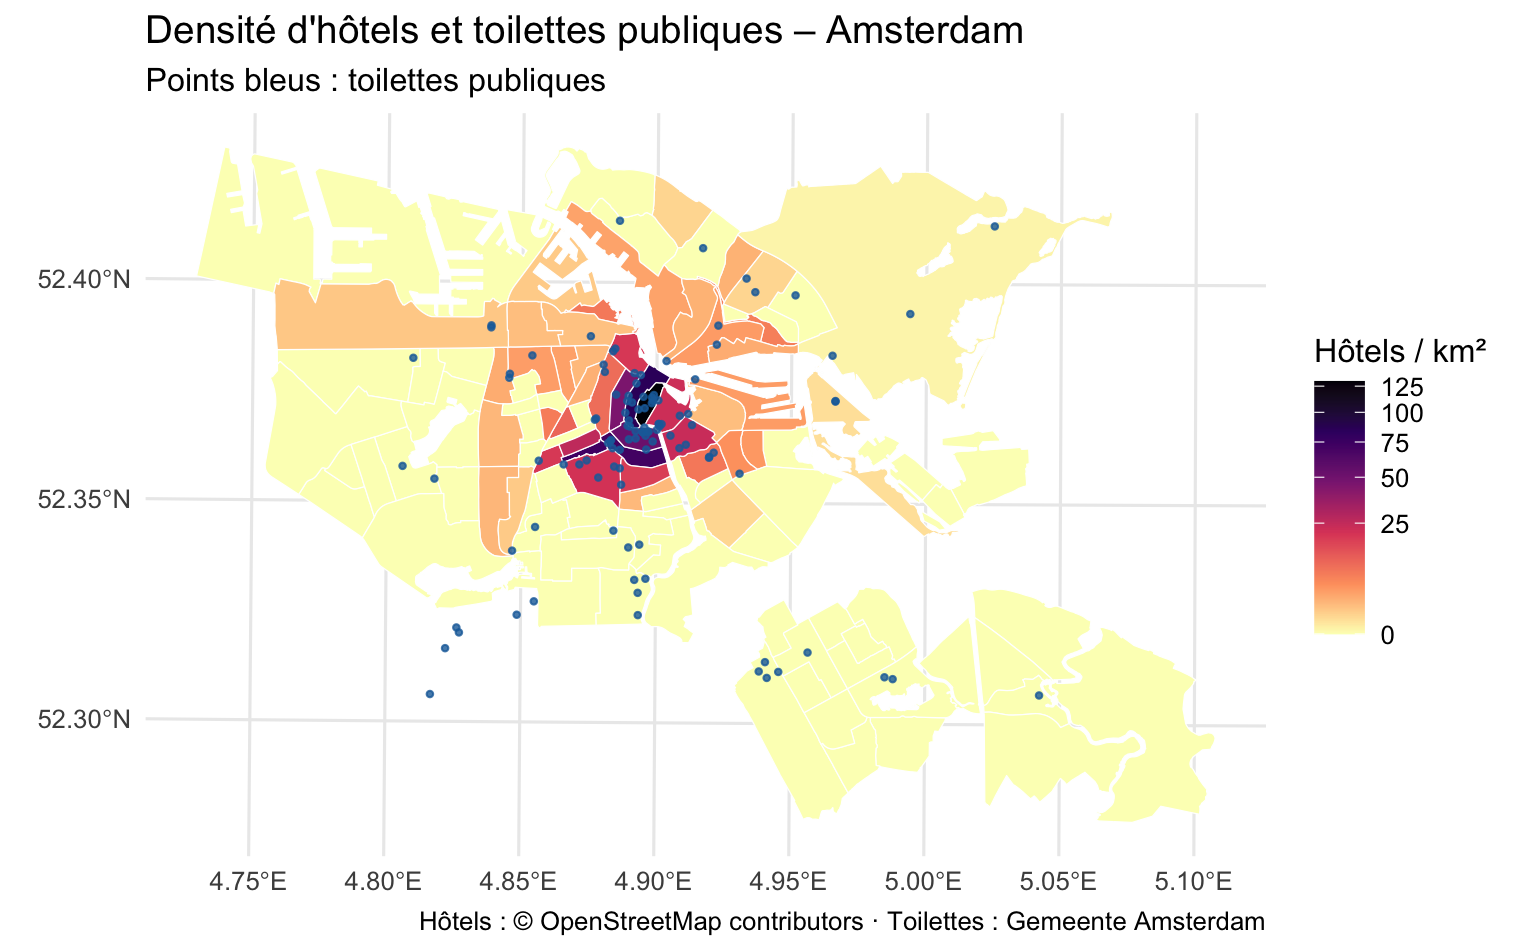 Densité d'hôtels et toilettes publiques – Amsterdam
Points bleus : toilettes publiques
Hôtels / km²
125
100
75
50
25
0
52.40°N
52.35°N
52.30°N
4.75°E 4.80°E 4.85°E 4.90°E 4.95°E 5.00°E 5.05°E 5.10°E
Hôtels : © OpenStreetMap contributors · Toilettes : Gemeente Amsterdam